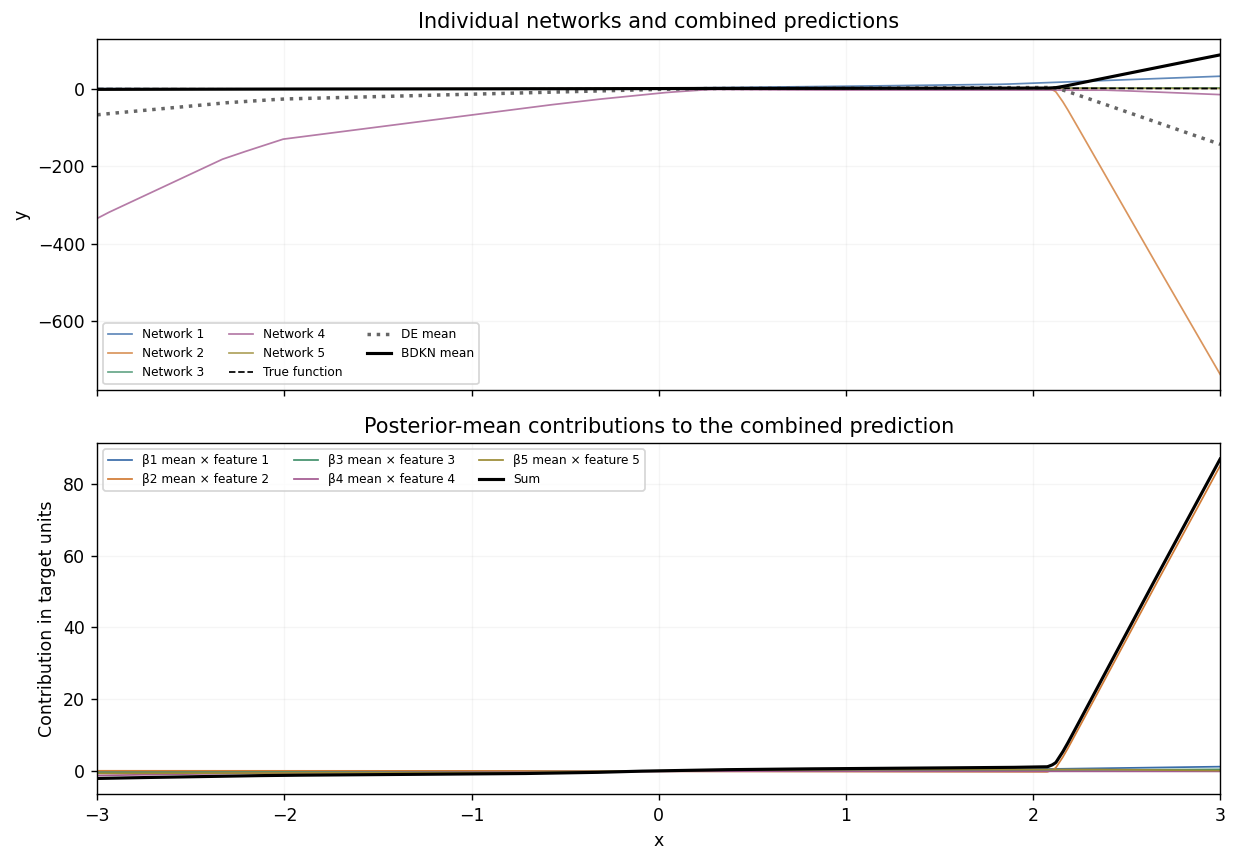 Individual networks and combined predictions
0
−200
−400
−600
y
Network 1
Network 2
Network 3
Network 4
Network 5
True function
DE mean
BDKN mean
Posterior-mean contributions to the combined prediction
β1 mean × feature 1
β2 mean × feature 2
β3 mean × feature 3
β4 mean × feature 4
β5 mean × feature 5
Sum
80
60
40
20
0
Contribution in target units
−3
−2
−1
0
1
2
3
x